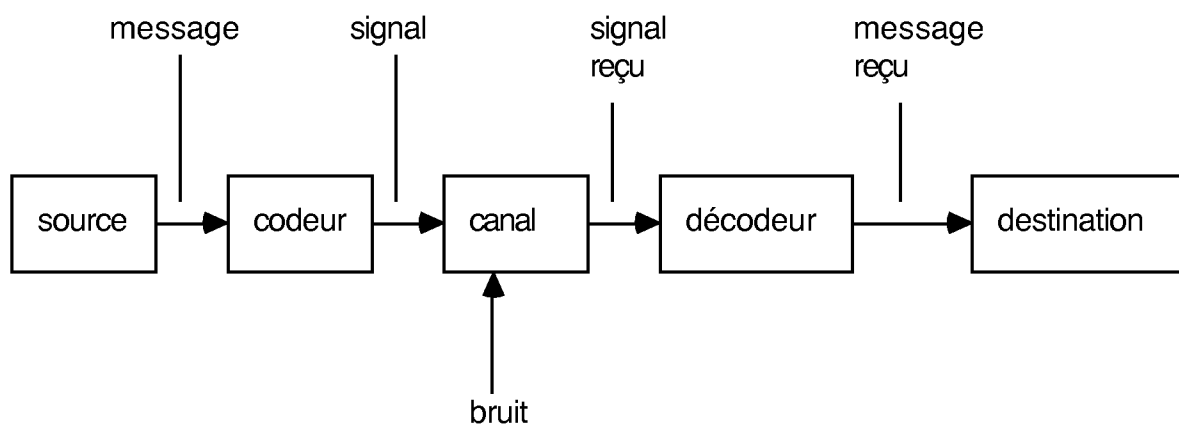 message
signal
signal
reçu
message
reçu
source
codeur
canal
décodeur
destination
bruit